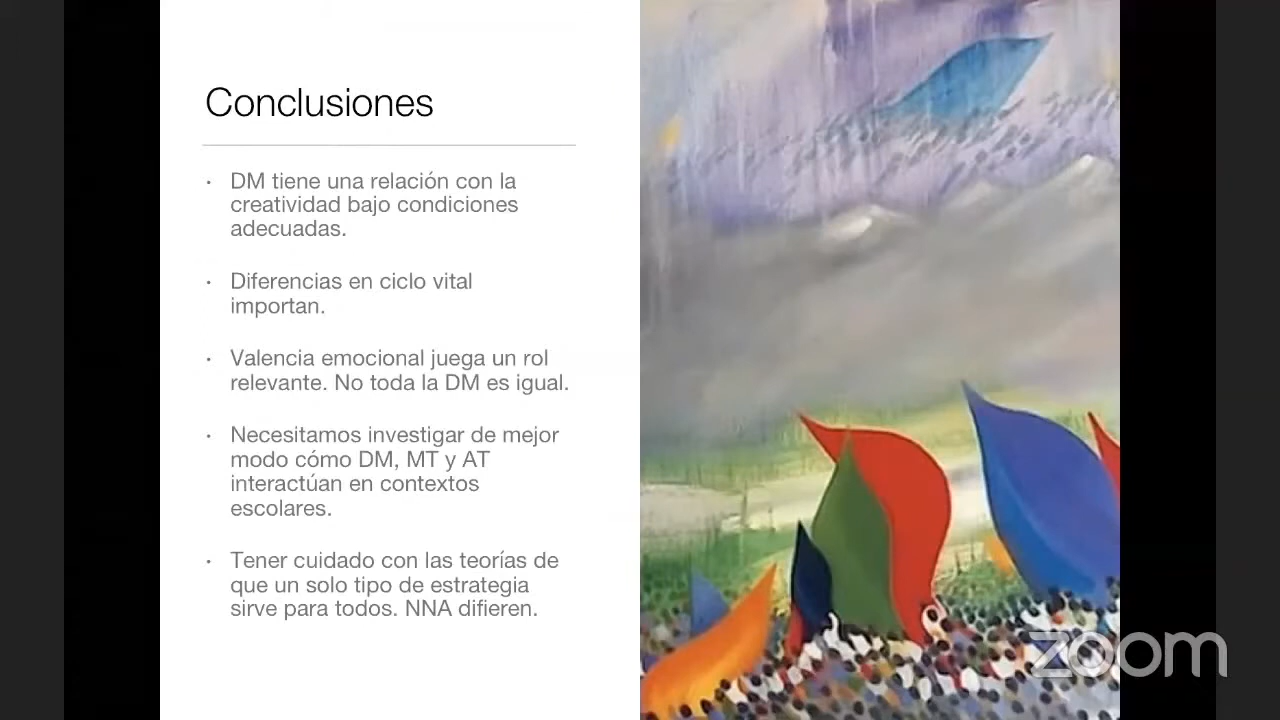 Conclusiones
· DM tiene una relación con la
creatividad bajo condiciones
adecuadas.
· Diferencias en ciclo vital
importan.
· Valencia emocional juega un rol
relevante. No toda la DM es igual.
· Necesitamos investigar de mejor
modo cómo DM, MT y AT
interactúan en contextos
escolares.
· Tener cuidado con las teorías de
que un solo tipo de estrategia
sirve para todos. NNA difieren.
zoom